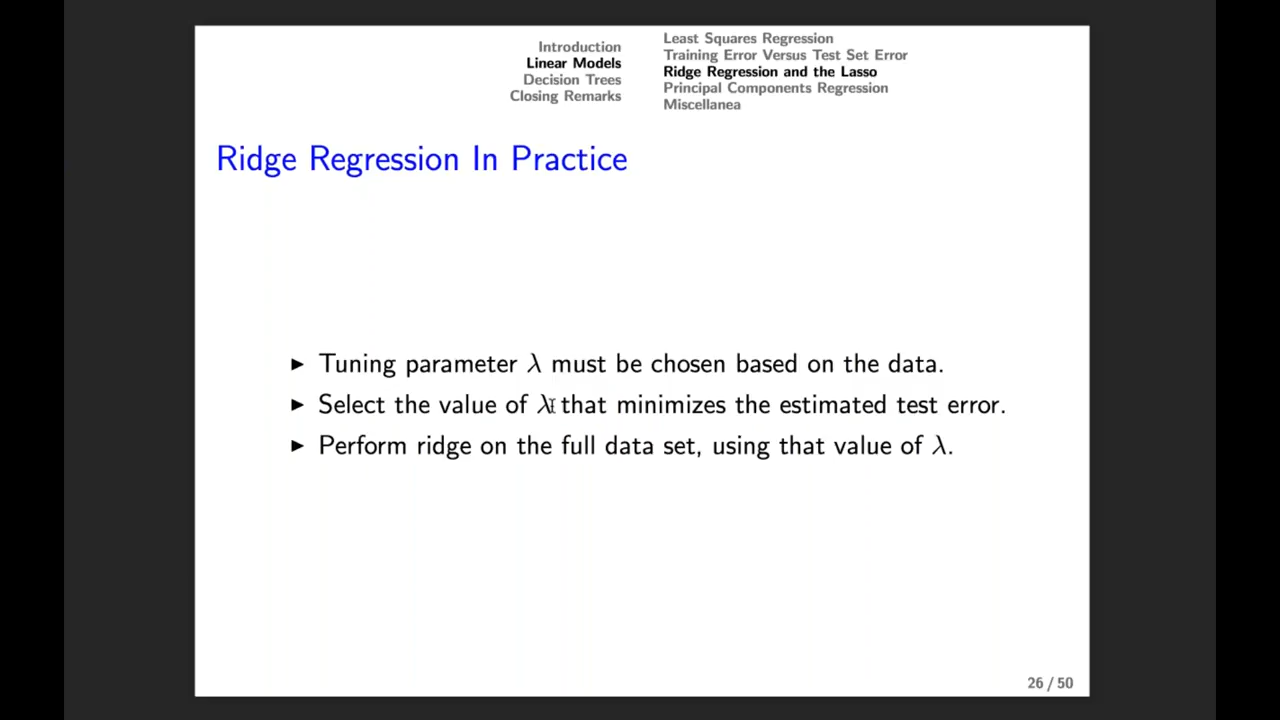 Introduction
Linear Models
Decision Trees
Closing Remarks
Least Squares Regression
Training Error Versus Test Set Error
Ridge Regression and the Lasso
Principal Components Regression
Miscellanea
Ridge Regression In Practice
▶ Tuning parameter λ must be chosen based on the data.
▶ Select the value of λ that minimizes the estimated test error.
▶ Perform ridge on the full data set, using that value of λ.
26 / 50